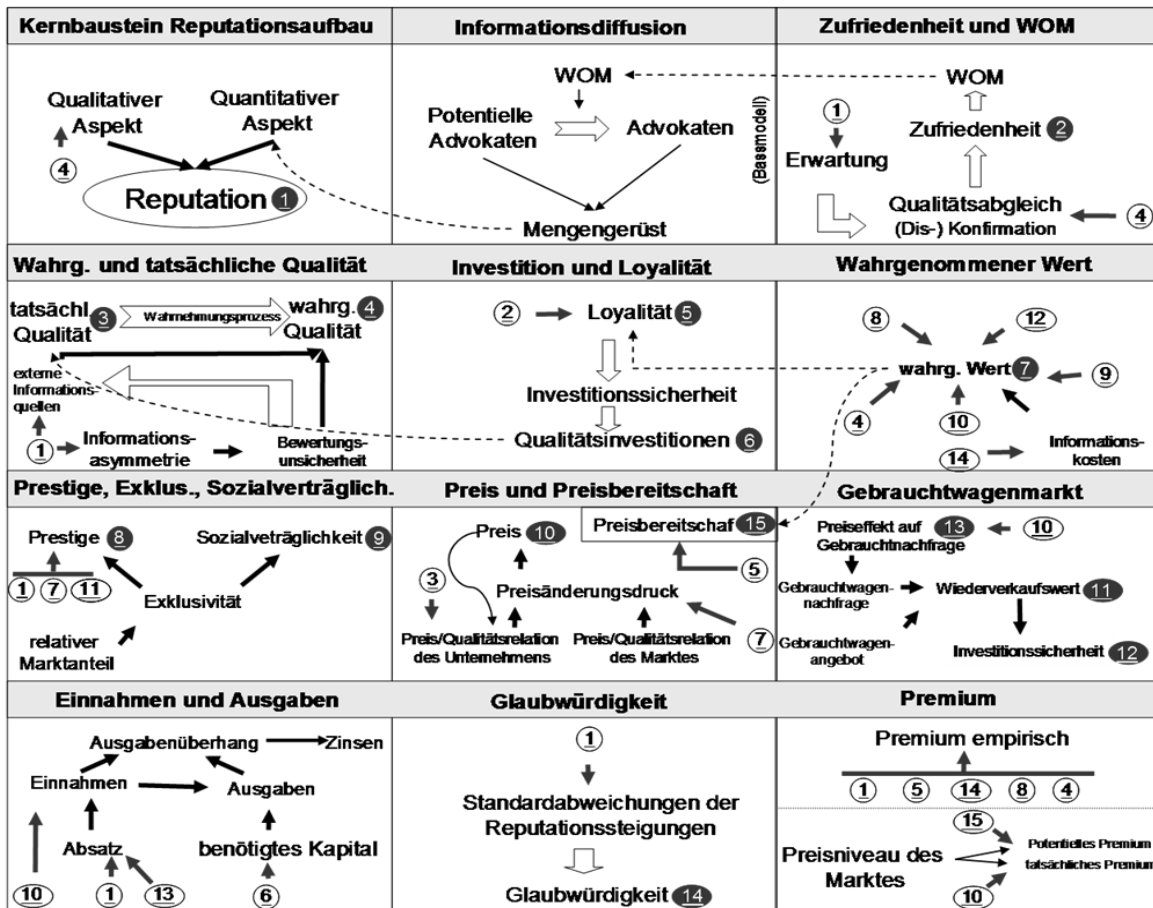 Kernbaustein Reputationsaufbau
Qualitativer
Aspekt
Quantitativer
Aspekt
4
Reputation 1
Informationsdiffusion
WOM
Potentielle
Advokaten
Advokaten
Mengengerüst
(Bassmodell)
Zufriedenheit und WOM
WOM
1
Zufriedenheit 2
Erwartung
Qualitätsabgleich
(Dis-) Konfirmation
4
Wahrg. und tatsächliche Qualität
tatsächl.
Qualität
3
Wahrnehmungsprozess
wahrg.
Qualität
4
externe
Informations-
quellen
1
Informations-
asymmetrie
Bewertungs-
unsicherheit
Investition und Loyalität
2
Loyalität 5
Investitionssicherheit
Qualitätsinvestitionen 6
Wahrgenommener Wert
8
12
wahrg. Wert 7
9
4
10
14
Informations-
kosten
Prestige, Exklus., Sozialverträglich.
Prestige 8
Sozialveträglichkeit 9
1 7 11
Exklusivität
relativer
Marktanteil
Preis und Preisbereitschaft
Preis 10
Preisbereitschaf 15
3
5
Preisänderungsdruck
Preis/Qualitätsrelation
des Unternehmens
Preis/Qualitätsrelation
des Marktes
7
Gebrauchtwagenmarkt
Preiseffekt auf
Gebrauchtnachfrage
13
10
Gebrauchtwagen-
nachfrage
Wiederverkaufswert 11
Gebrauchtwagen-
angebot
Investitionssicherheit 12
Einnahmen und Ausgaben
Ausgabenüberhang
Zinsen
Einnahmen
Ausgaben
Absatz
benötigtes Kapital
10
1
13
6
Glaubwürdigkeit
1
Standardabweichungen der
Reputationssteigungen
Glaubwürdigkeit 14
Premium
Premium empirisch
1 5 14 8 4
15
Preisniveau des
Marktes
Potentielles Premium
tatsächliches Premium
10